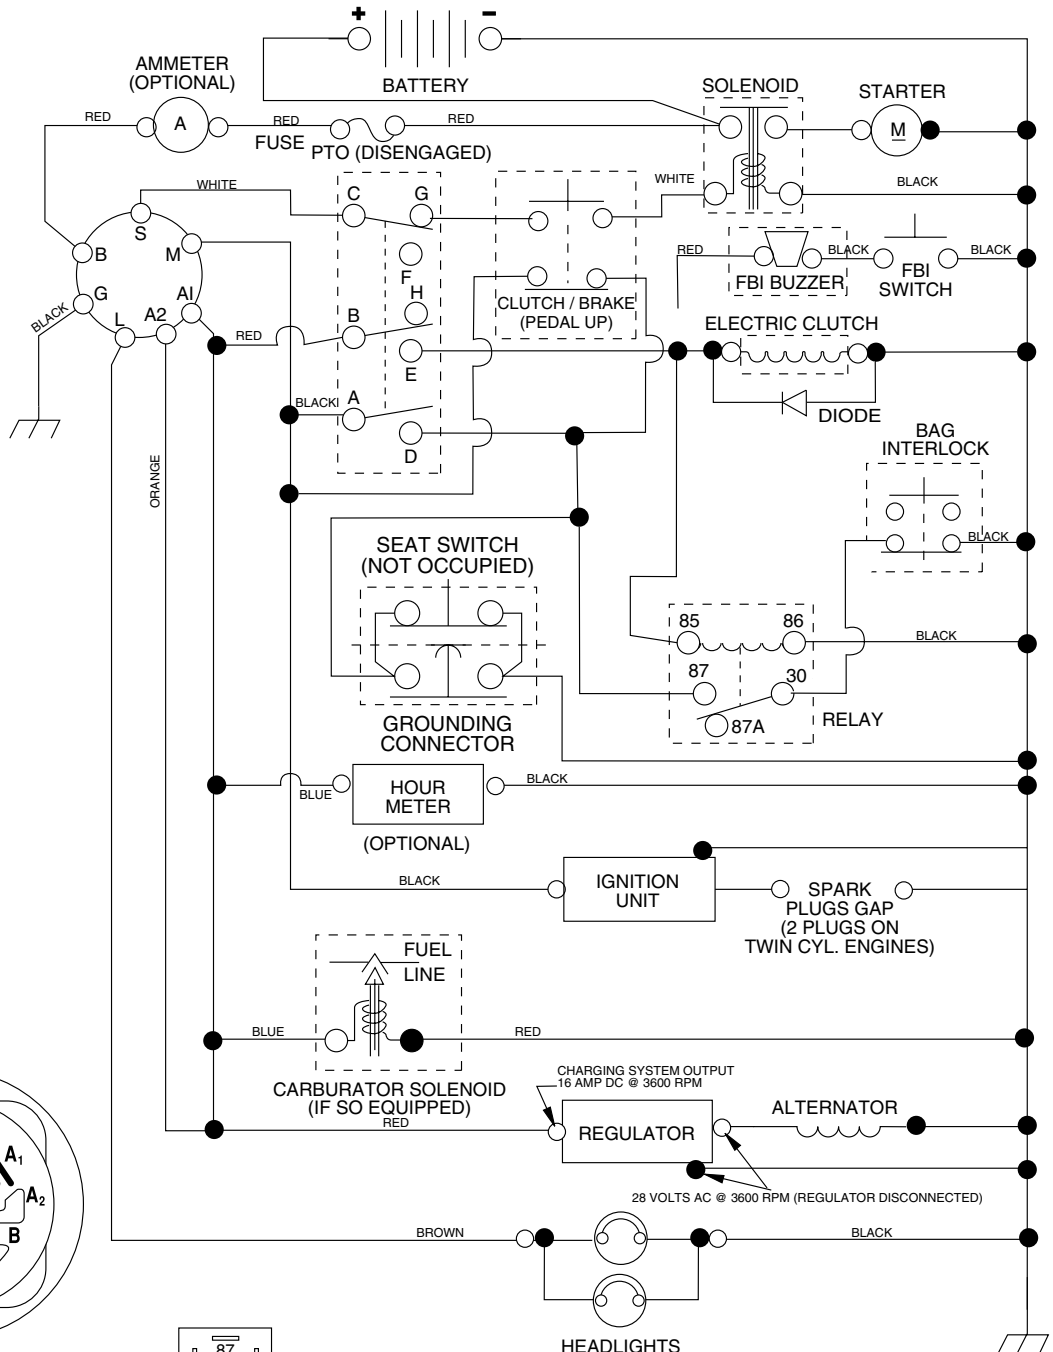 + −
BATTERY
AMMETER
(OPTIONAL)
SOLENOID
STARTER
RED
A
RED
FUSE
RED
PTO (DISENGAGED)
M
WHITE
C
G
WHITE
BLACK
S
B
M
F
H
RED
FBI BUZZER
BLACK
FBI
SWITCH
BLACK
CLUTCH / BRAKE
(PEDAL UP)
G
BLACK
L
A2
A1
RED
B
E
ELECTRIC CLUTCH
DIODE
BLACK
A
D
ORANGE
BAG
INTERLOCK
BLACK
SEAT SWITCH
(NOT OCCUPIED)
GROUNDING
CONNECTOR
85
86
BLACK
87
30
87A
RELAY
BLUE
HOUR
METER
BLACK
(OPTIONAL)
BLACK
IGNITION
UNIT
SPARK
PLUGS GAP
(2 PLUGS ON
TWIN CYL. ENGINES)
FUEL
LINE
BLUE
RED
CARBURATOR SOLENOID
(IF SO EQUIPPED)
CHARGING SYSTEM OUTPUT
16 AMP DC @ 3600 RPM
RED
REGULATOR
ALTERNATOR
28 VOLTS AC @ 3600 RPM (REGULATOR DISCONNECTED)
A1
A2
B
BROWN
BLACK
87
HEADLIGHTS